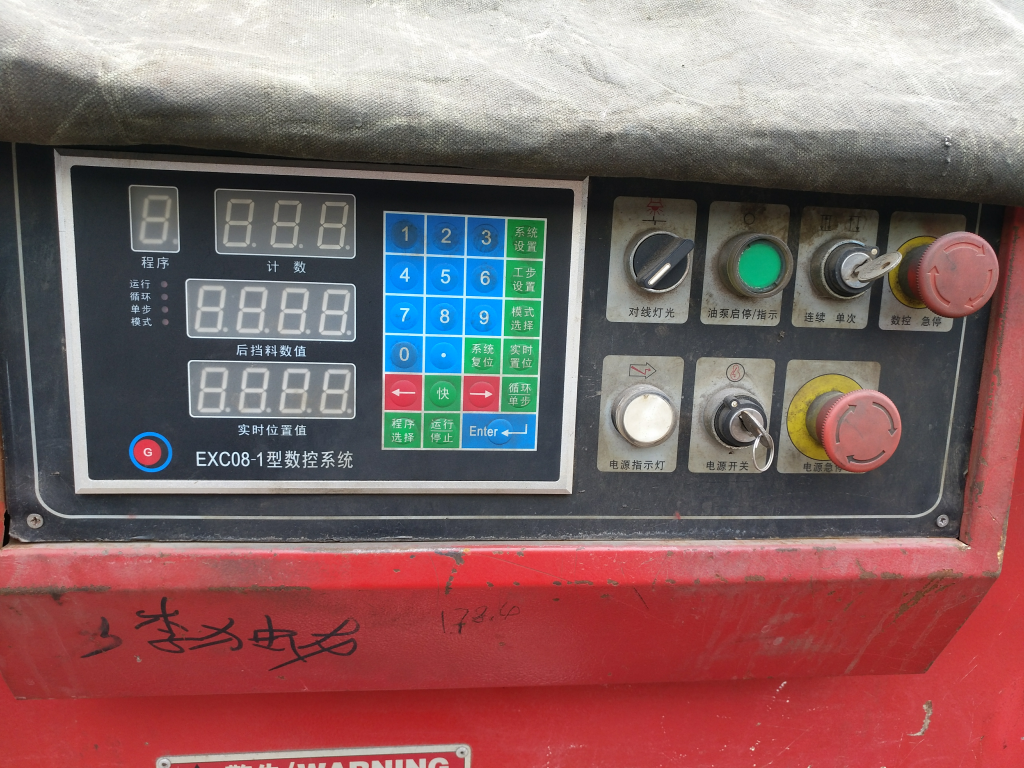 程序
计 数
运行
循环
单步
模式
后挡料数值
实时位置值
G
EXC08-1型数控系统
1 2 3 系统设置
4 5 6 工步设置
7 8 9 模式选择
0 · 系统复位 实时置位
← 快 → 循环单步
程序选择 运行停止 Enter
对线灯光
油泵启停/指示
连续 单次
数控 急停
电源指示灯
电源开关
电源急
178.4
警告/WARNING